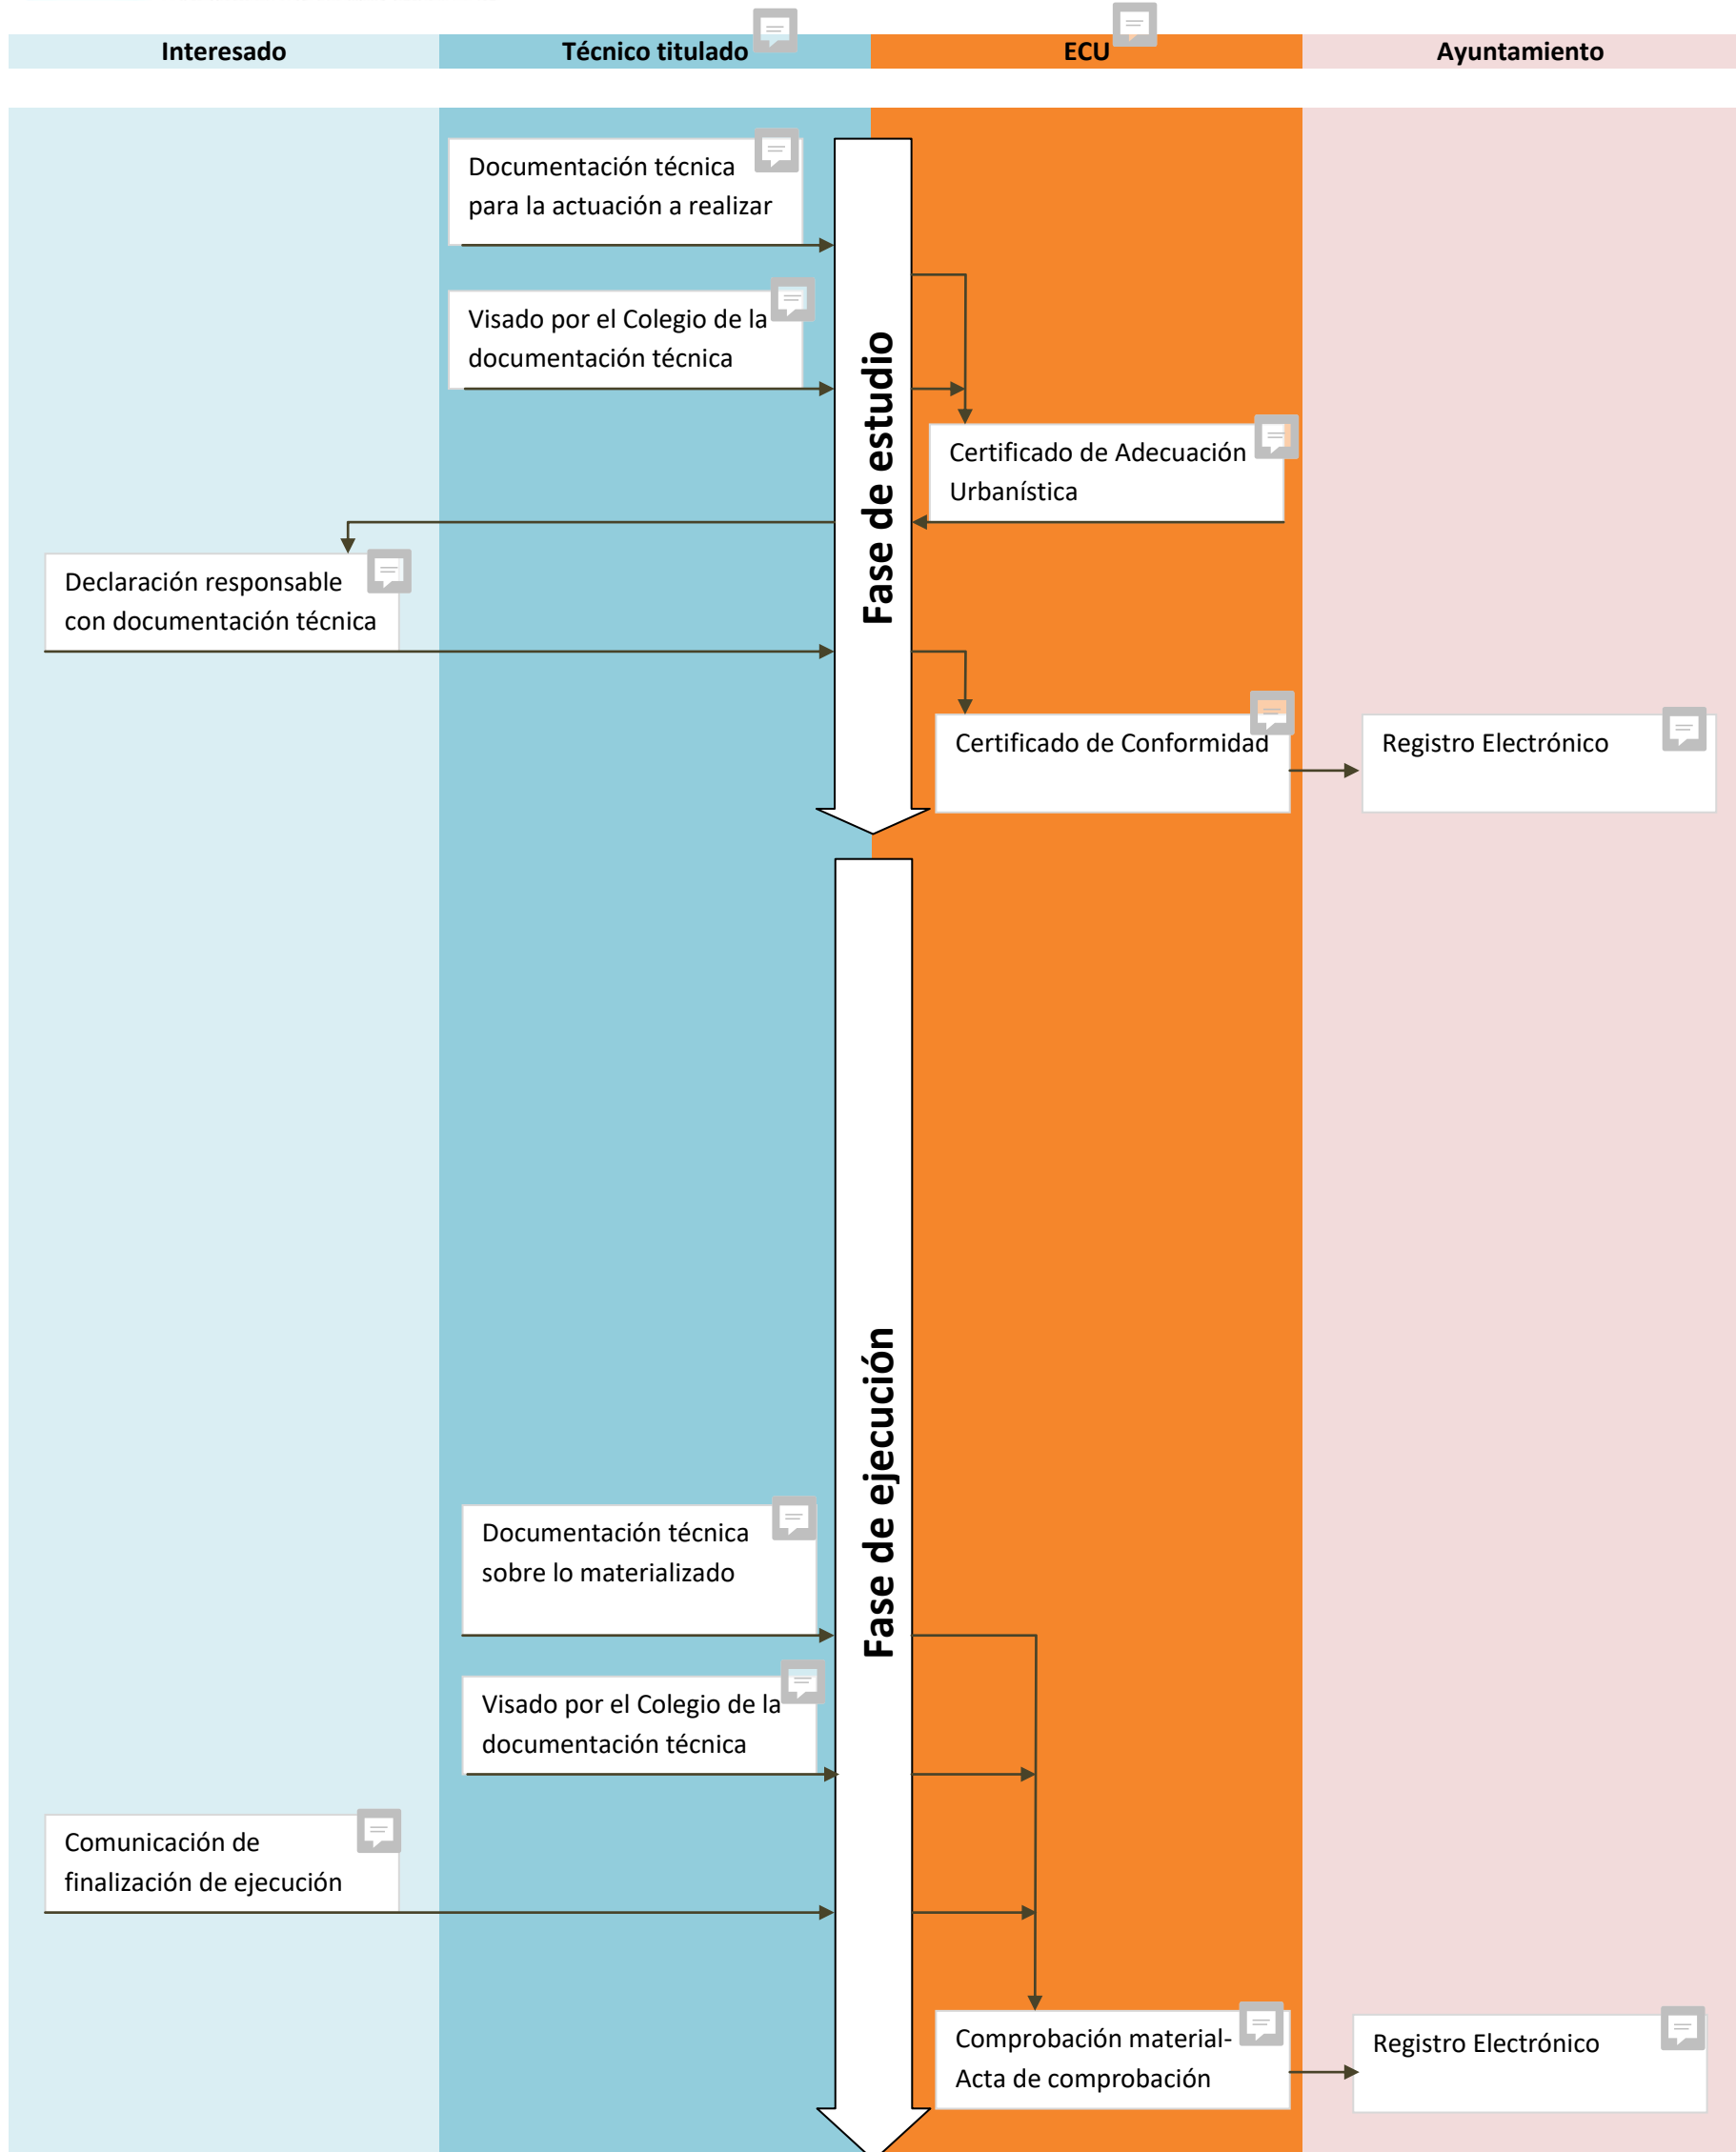 Interesado
Técnico titulado
ECU
Ayuntamiento
Documentación técnica
para la actuación a realizar
Visado por el Colegio de la
documentación técnica
Fase de estudio
Certificado de Adecuación
Urbanística
Declaración responsable
con documentación técnica
Certificado de Conformidad
Registro Electrónico
Fase de ejecución
Documentación técnica
sobre lo materializado
Visado por el Colegio de la
documentación técnica
Comunicación de
finalización de ejecución
Comprobación material-
Acta de comprobación
Registro Electrónico